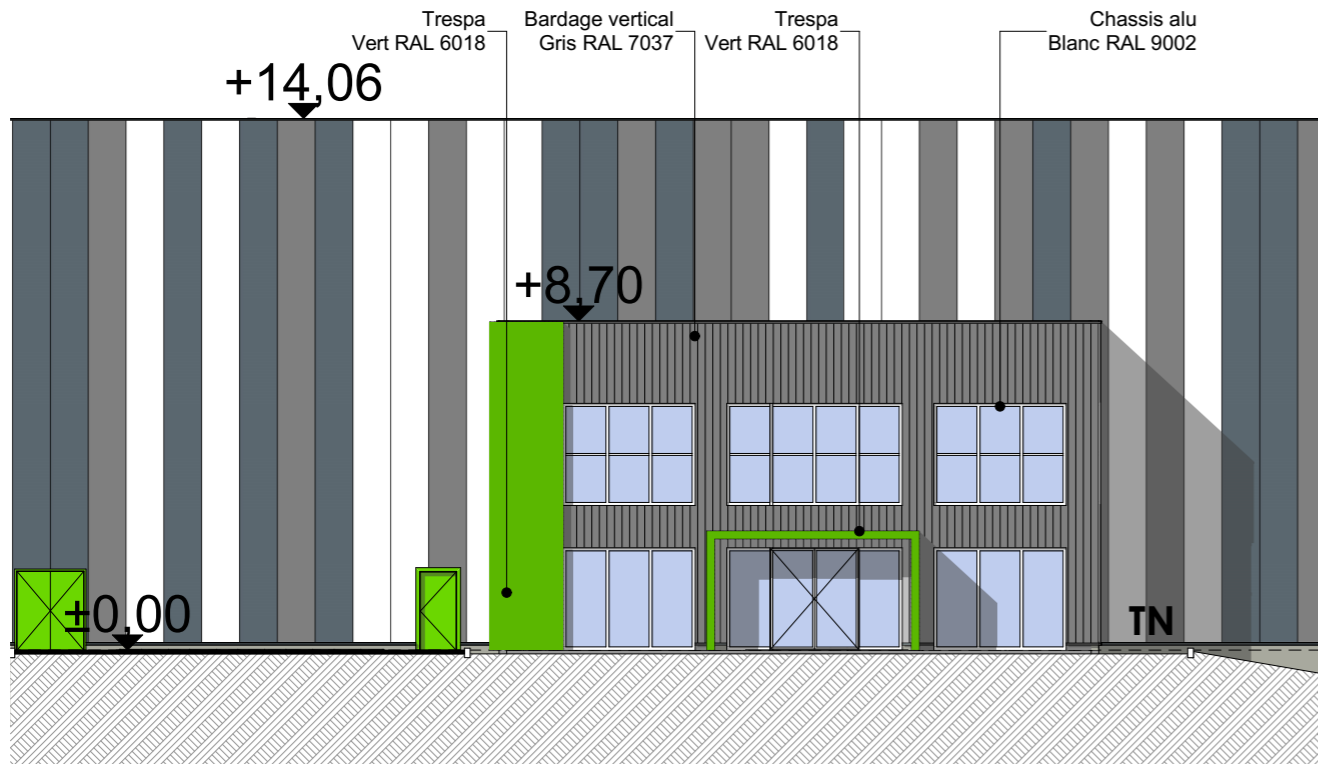 Trespa
Vert RAL 6018
Bardage vertical
Gris RAL 7037
Trespa
Vert RAL 6018
Chassis alu
Blanc RAL 9002
+14,06
+8,70
±0,00
TN